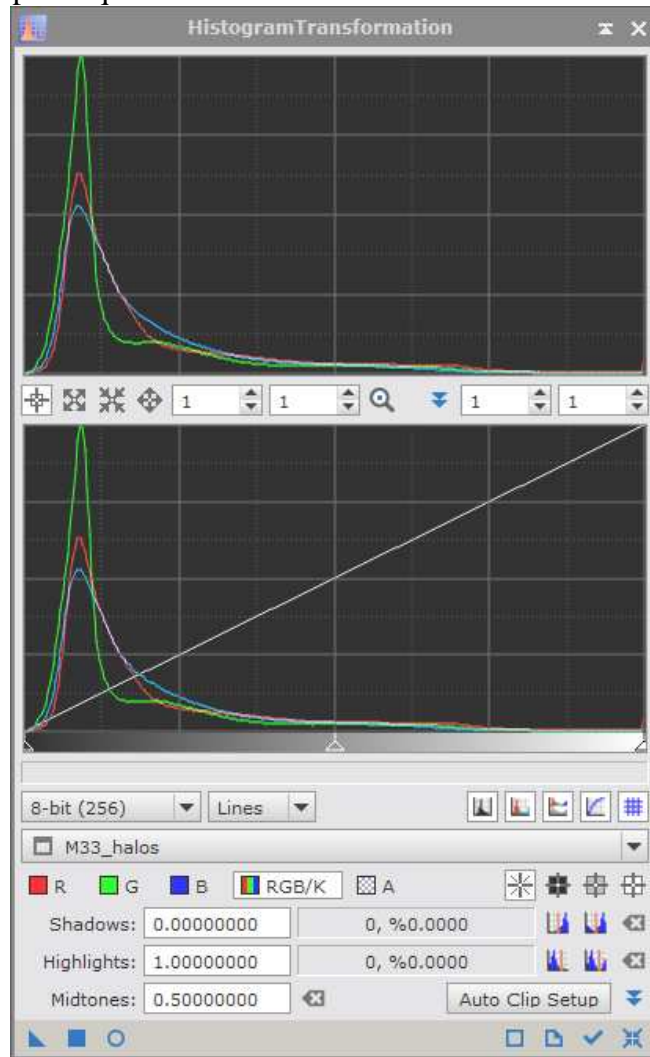 HistogramTransformation
1 1 1 1
8-bit (256) Lines
M33_halos
R G B RGB/K A
Shadows: 0.00000000 0, %0.0000
Highlights: 1.00000000 0, %0.0000
Midtones: 0.50000000 Auto Clip Setup